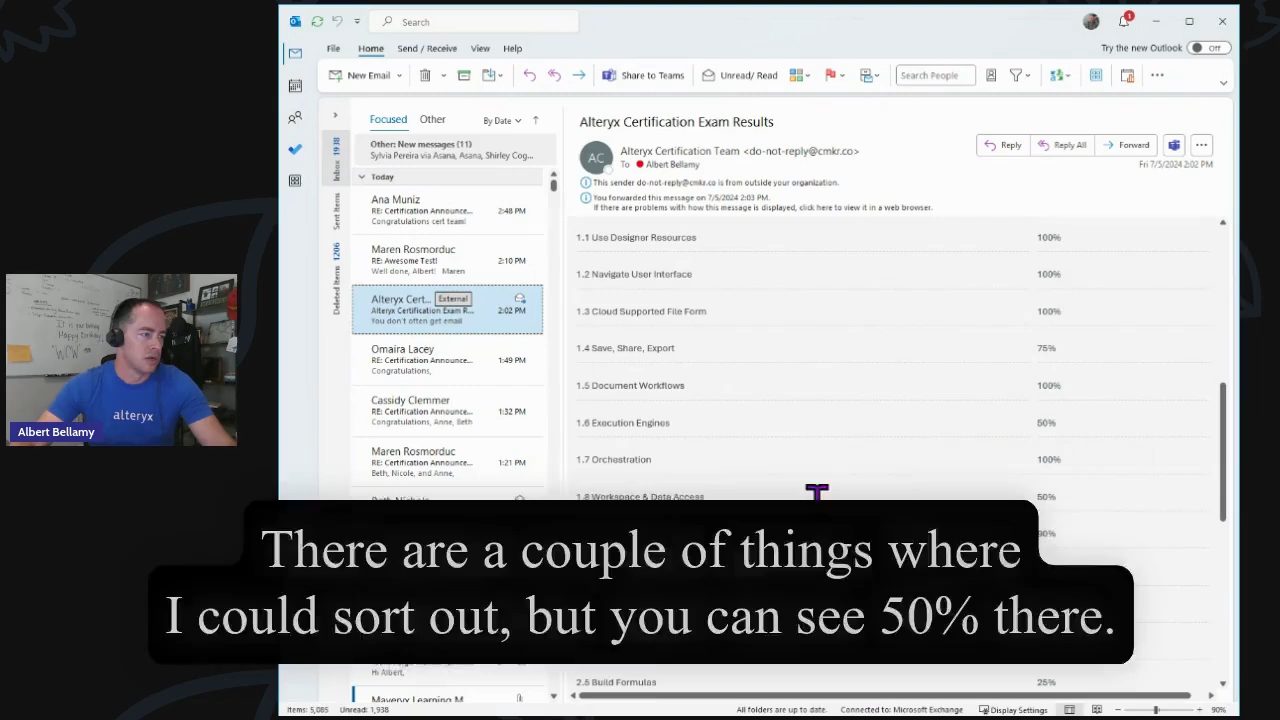 Search
1
File
Home
Send / Receive
View
Help
Try the new Outlook
Off
New Email
Share to Teams
Unread/ Read
Search People
Focused
Other
By Date
Other: New messages (11)
Sylvia Pereira via Asana, Asana, Shirley Cog...
Today
Ana Muniz
RE: Certification Announce...
2:48 PM
Congratulations cert team!
Maren Rosmorduc
RE: Awesome Test!
2:10 PM
Well done, Albert! Maren
Alteryx Cert...
External
Alteryx Certification Exam R...
2:02 PM
You don't often get email
Omaira Lacey
RE: Certification Announce...
1:49 PM
Congratulations,
Cassidy Clemmer
RE: Certification Announce...
1:32 PM
Congratulations, Anne, Beth
Maren Rosmorduc
RE: Certification Announce...
1:21 PM
Beth, Nicole, and Anne,
Hi Albert,
Maveryx Learning M
Inbox 1938
Sent Items
Deleted Items 1206
Alteryx Certification Exam Results
AC
Alteryx Certification Team <do-not-reply@cmkr.co>
To Albert Bellamy
Reply
Reply All
Forward
Fri 7/5/2024 2:02 PM
This sender do-not-reply@cmkr.co is from outside your organization.
You forwarded this message on 7/5/2024 2:03 PM.
If there are problems with how this message is displayed, click here to view it in a web browser.
1.1 Use Designer Resources 100%
1.2 Navigate User Interface 100%
1.3 Cloud Supported File Form 100%
1.4 Save, Share, Export 75%
1.5 Document Workflows 100%
1.6 Execution Engines 50%
1.7 Orchestration 100%
1.8 Workspace & Data Access 50%
90%
2.5 Build Formulas 25%
alteryx
Albert Bellamy
There are a couple of things where
I could sort out, but you can see 50% there.
Items: 5,085
Unread: 1,938
All folders are up to date.
Connected to: Microsoft Exchange
Display Settings
90%